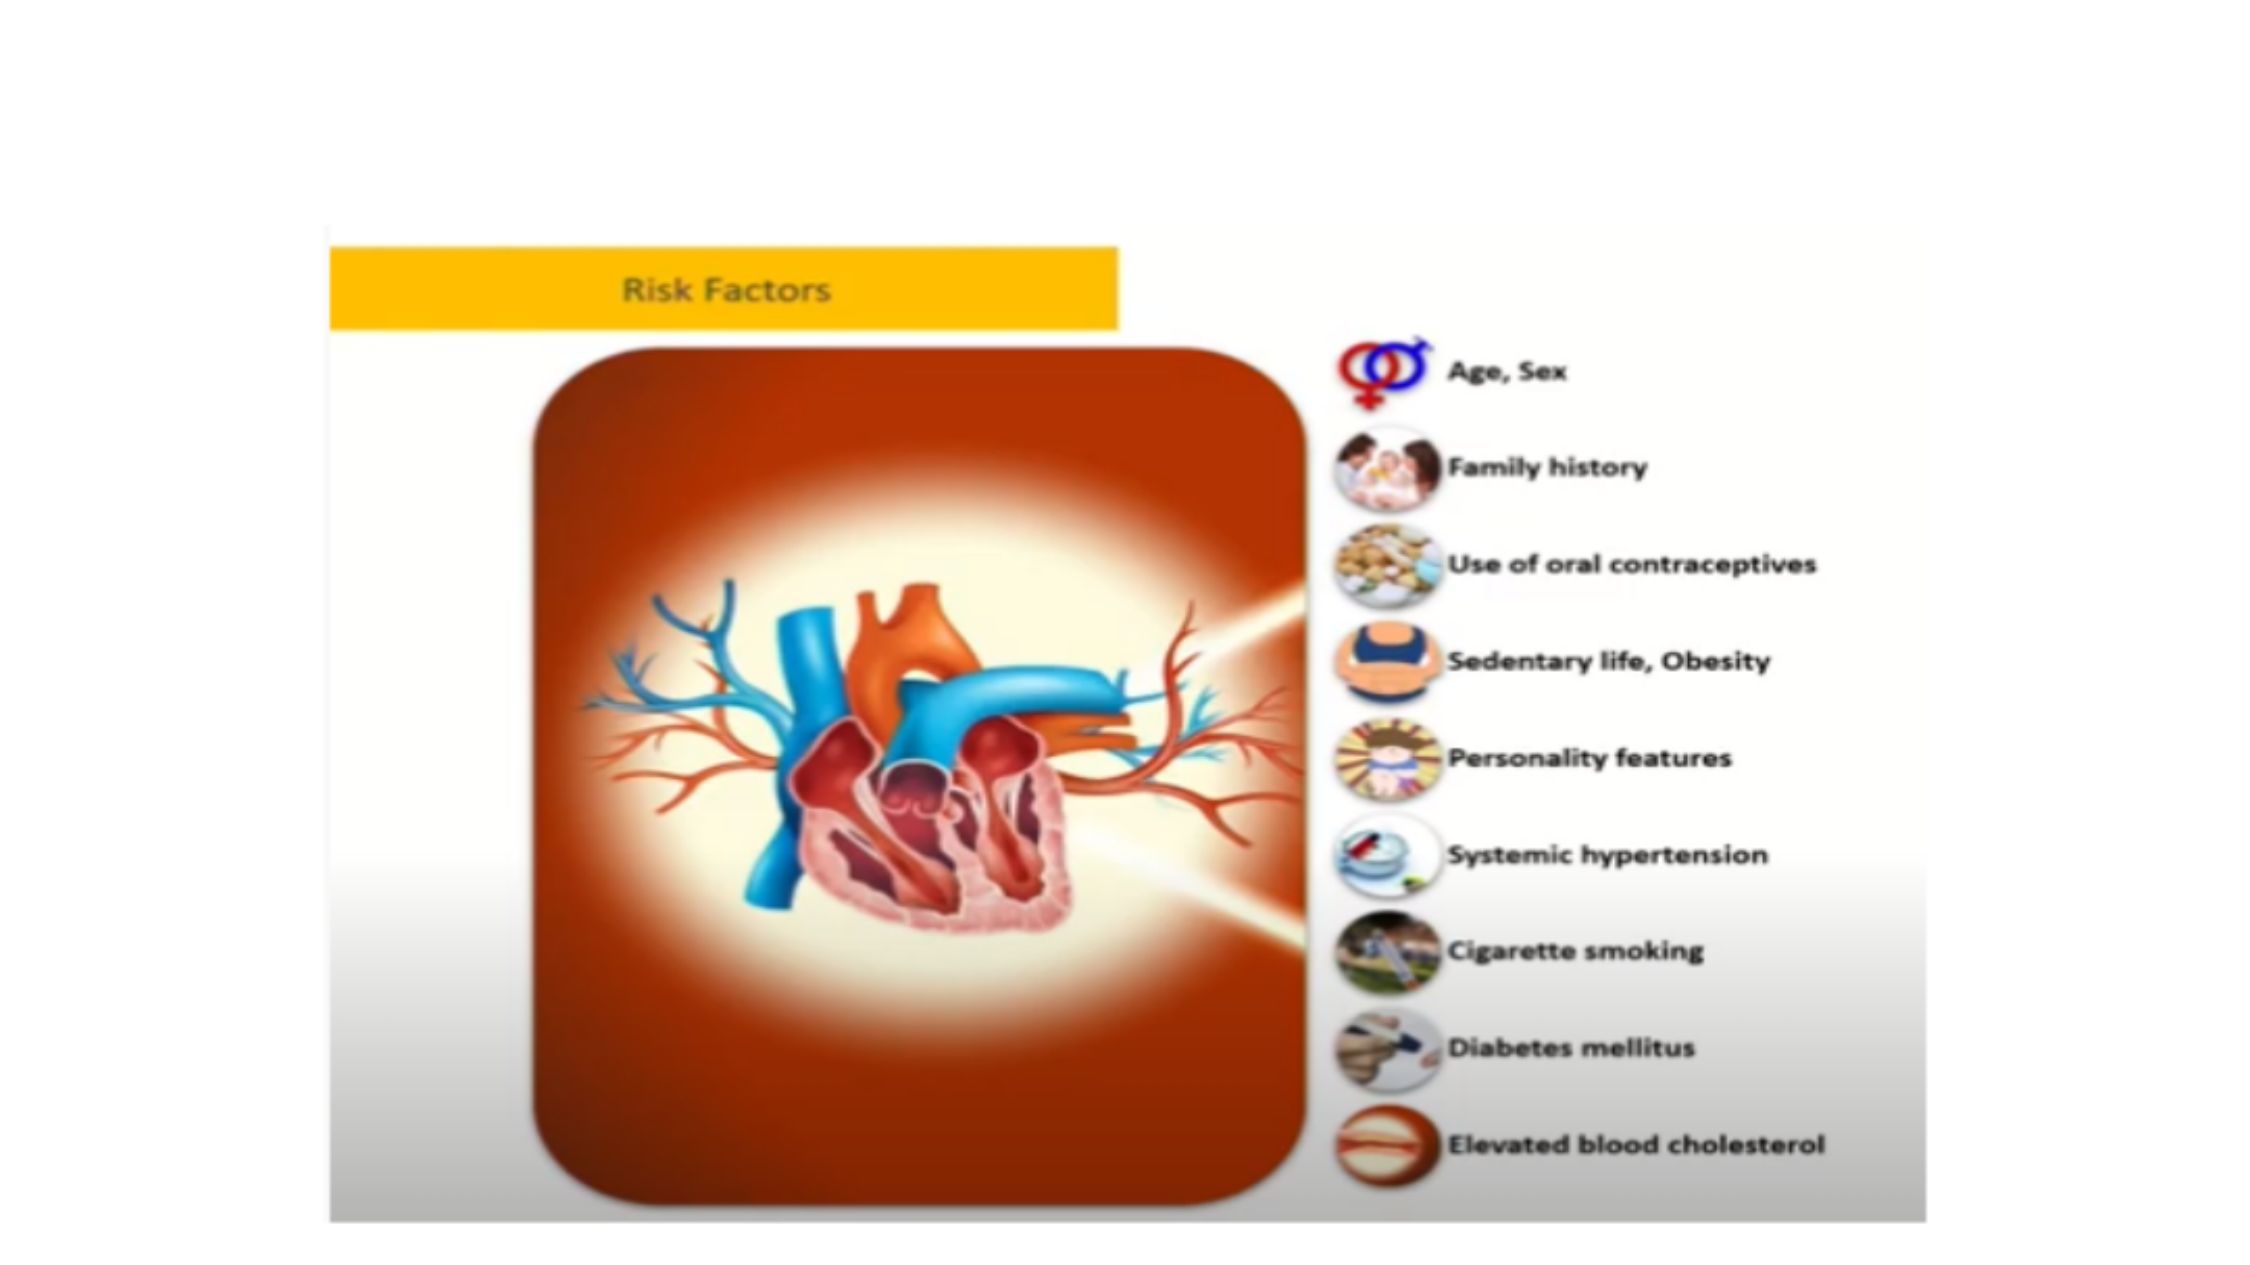 Risk Factors
Age, Sex
Family history
Use of oral contraceptives
Sedentary life, Obesity
Personality features
Systemic hypertension
Cigarette smoking
Diabetes mellitus
Elevated blood cholesterol